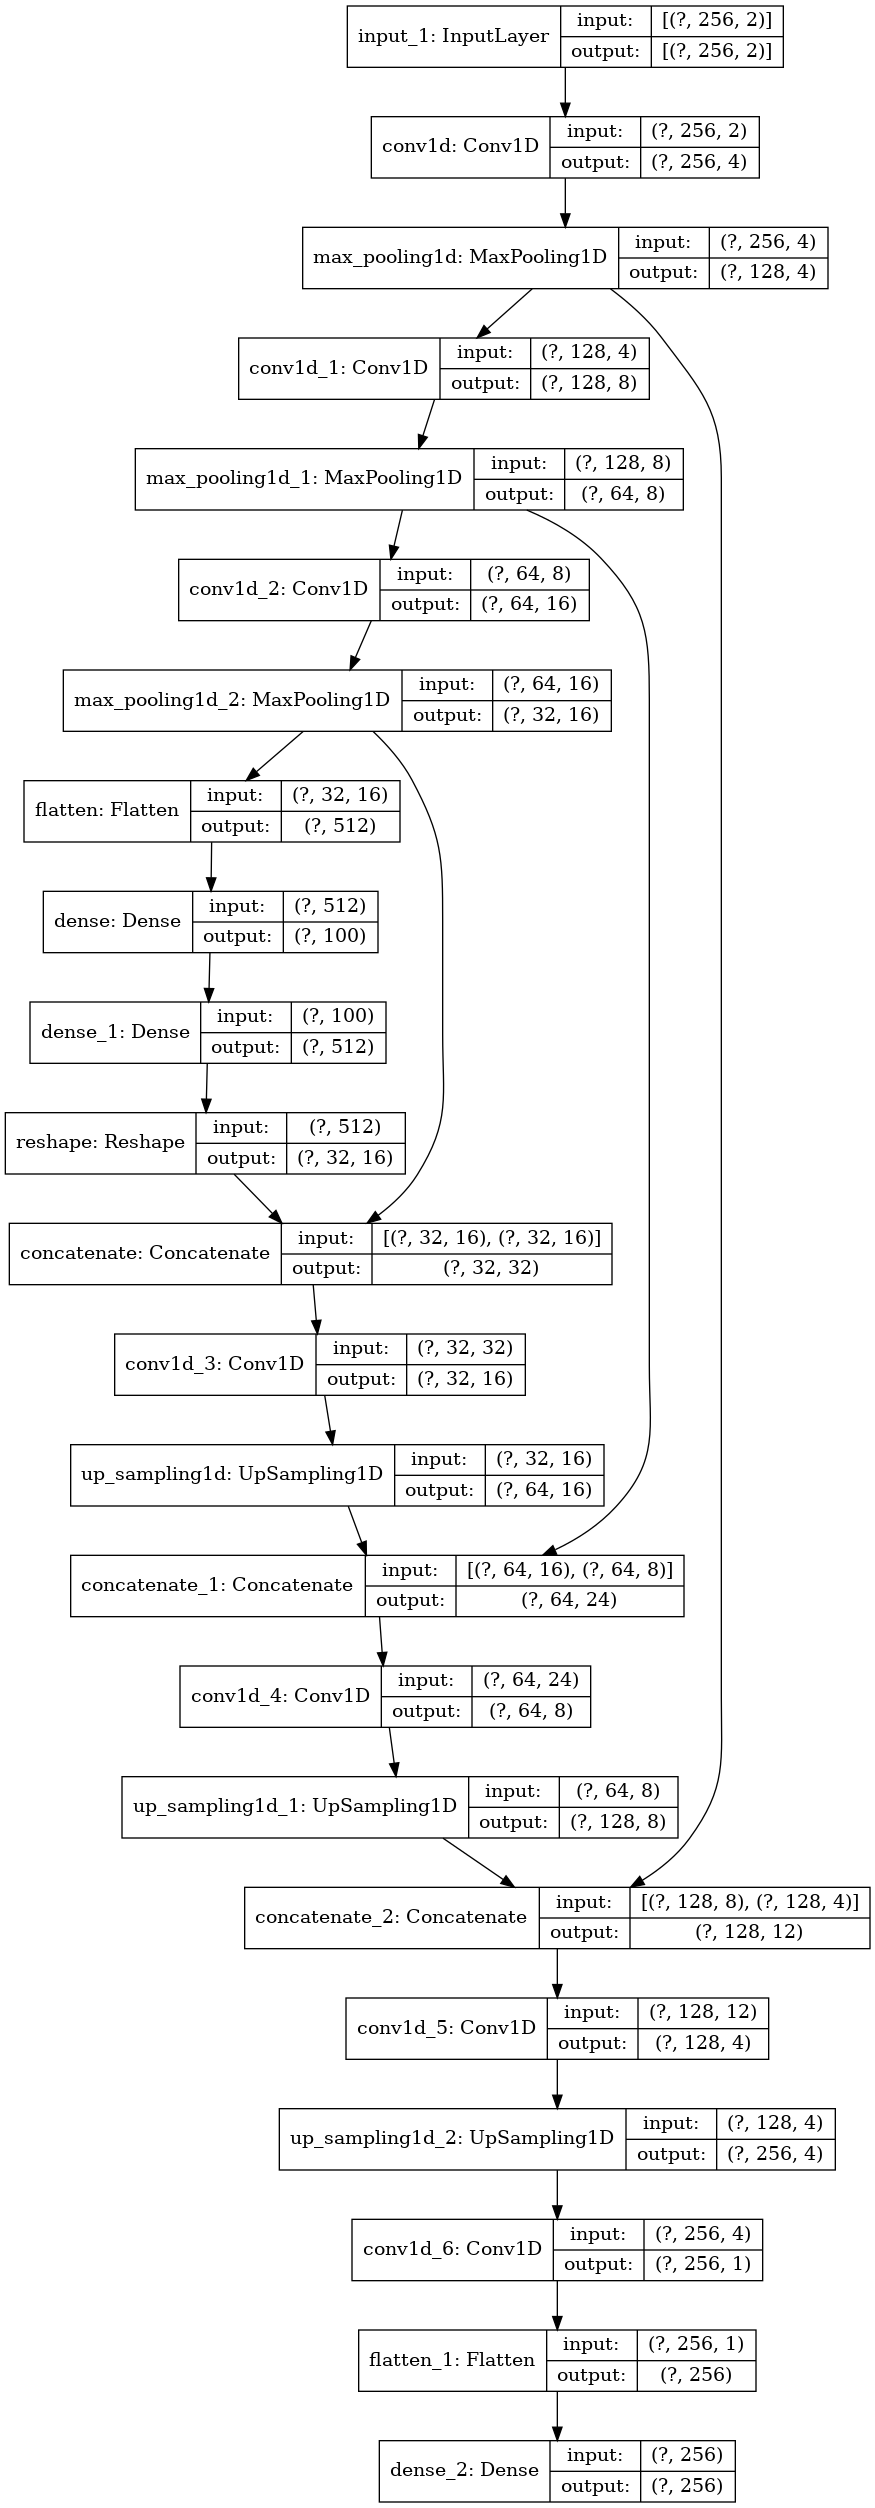 input_1: InputLayer
input: [(?, 256, 2)]
output: [(?, 256, 2)]
conv1d: Conv1D
input: (?, 256, 2)
output: (?, 256, 4)
max_pooling1d: MaxPooling1D
input: (?, 256, 4)
output: (?, 128, 4)
conv1d_1: Conv1D
input: (?, 128, 4)
output: (?, 128, 8)
max_pooling1d_1: MaxPooling1D
input: (?, 128, 8)
output: (?, 64, 8)
conv1d_2: Conv1D
input: (?, 64, 8)
output: (?, 64, 16)
max_pooling1d_2: MaxPooling1D
input: (?, 64, 16)
output: (?, 32, 16)
flatten: Flatten
input: (?, 32, 16)
output: (?, 512)
dense: Dense
input: (?, 512)
output: (?, 100)
dense_1: Dense
input: (?, 100)
output: (?, 512)
reshape: Reshape
input: (?, 512)
output: (?, 32, 16)
concatenate: Concatenate
input: [(?, 32, 16), (?, 32, 16)]
output: (?, 32, 32)
conv1d_3: Conv1D
input: (?, 32, 32)
output: (?, 32, 16)
up_sampling1d: UpSampling1D
input: (?, 32, 16)
output: (?, 64, 16)
concatenate_1: Concatenate
input: [(?, 64, 16), (?, 64, 8)]
output: (?, 64, 24)
conv1d_4: Conv1D
input: (?, 64, 24)
output: (?, 64, 8)
up_sampling1d_1: UpSampling1D
input: (?, 64, 8)
output: (?, 128, 8)
concatenate_2: Concatenate
input: [(?, 128, 8), (?, 128, 4)]
output: (?, 128, 12)
conv1d_5: Conv1D
input: (?, 128, 12)
output: (?, 128, 4)
up_sampling1d_2: UpSampling1D
input: (?, 128, 4)
output: (?, 256, 4)
conv1d_6: Conv1D
input: (?, 256, 4)
output: (?, 256, 1)
flatten_1: Flatten
input: (?, 256, 1)
output: (?, 256)
dense_2: Dense
input: (?, 256)
output: (?, 256)